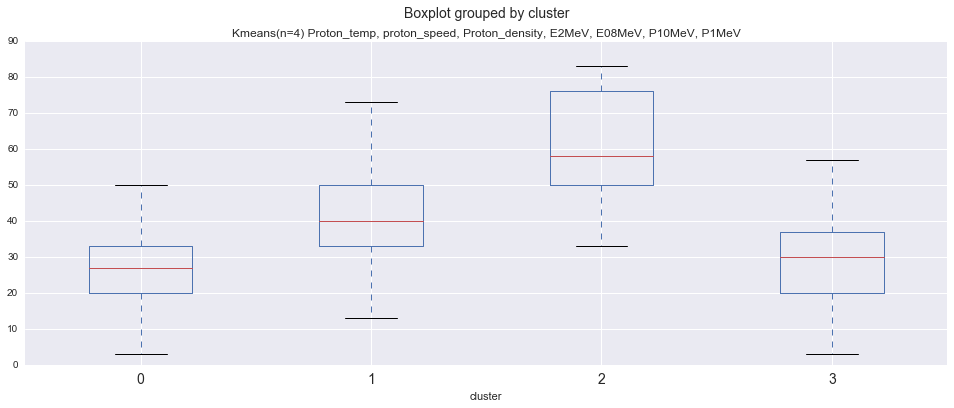 Boxplot grouped by cluster
Kmeans(n=4) Proton_temp, proton_speed, Proton_density, E2MeV, E08MeV, P10MeV, P1MeV
90
80
70
60
50
40
30
20
10
0
0 1 2 3
cluster